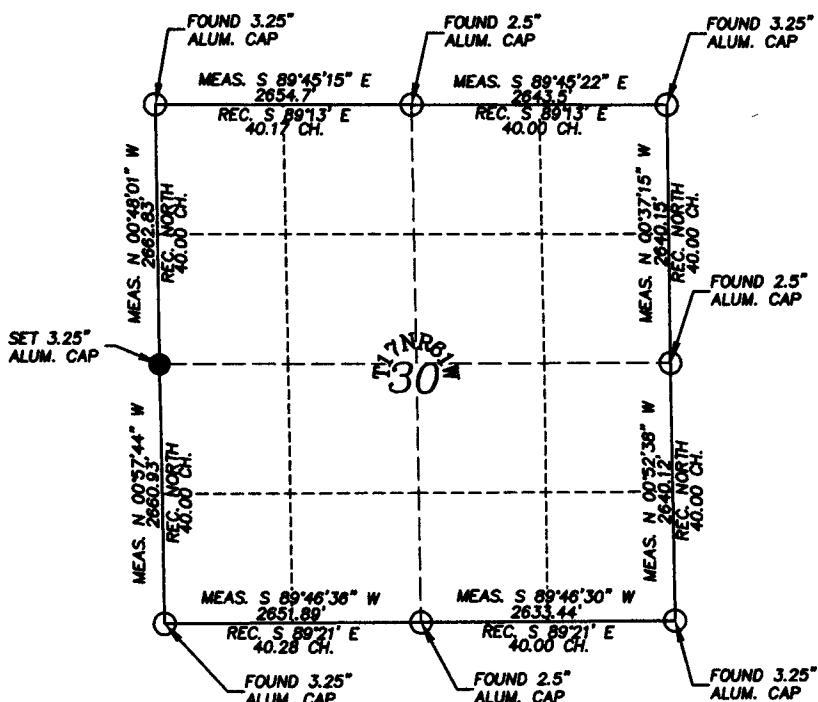 FOUND 3.25"
ALUM. CAP
FOUND 2.5"
ALUM. CAP
FOUND 3.25"
ALUM. CAP
MEAS. S 89°45'15" E
2654.7'
REC. S 89°13' E
40.17 CH.
MEAS. S 89°45'22" E
2643.5'
REC. S 89°13' E
40.00 CH.
MEAS. N 00°48'01" W
2662.83'
REC. NORTH
40.00 CH.
MEAS. N 00°37'15" W
2640.15'
REC. NORTH
40.00 CH.
FOUND 2.5"
ALUM. CAP
SET 3.25"
ALUM. CAP
T17NR61W
30
MEAS. N 00°57'44" W
2660.93'
REC. NORTH
40.00 CH.
MEAS. N 00°52'38" W
2640.12'
REC. NORTH
40.00 CH.
MEAS. S 89°46'36" W
2651.89'
REC. S 89°21' E
40.28 CH.
MEAS. S 89°46'30" W
2633.44'
REC. S 89°21' E
40.00 CH.
FOUND 3.25"
ALUM. CAP
FOUND 2.5"
ALUM. CAP
FOUND 3.25"
ALUM. CAP